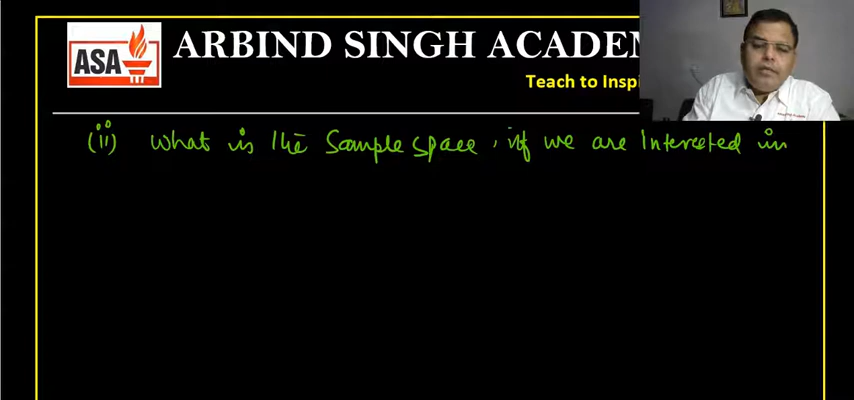 ASA
ARBIND SINGH ACADEM
Teach to Inspi
(ii) What is the Sample space, if we are Interested in